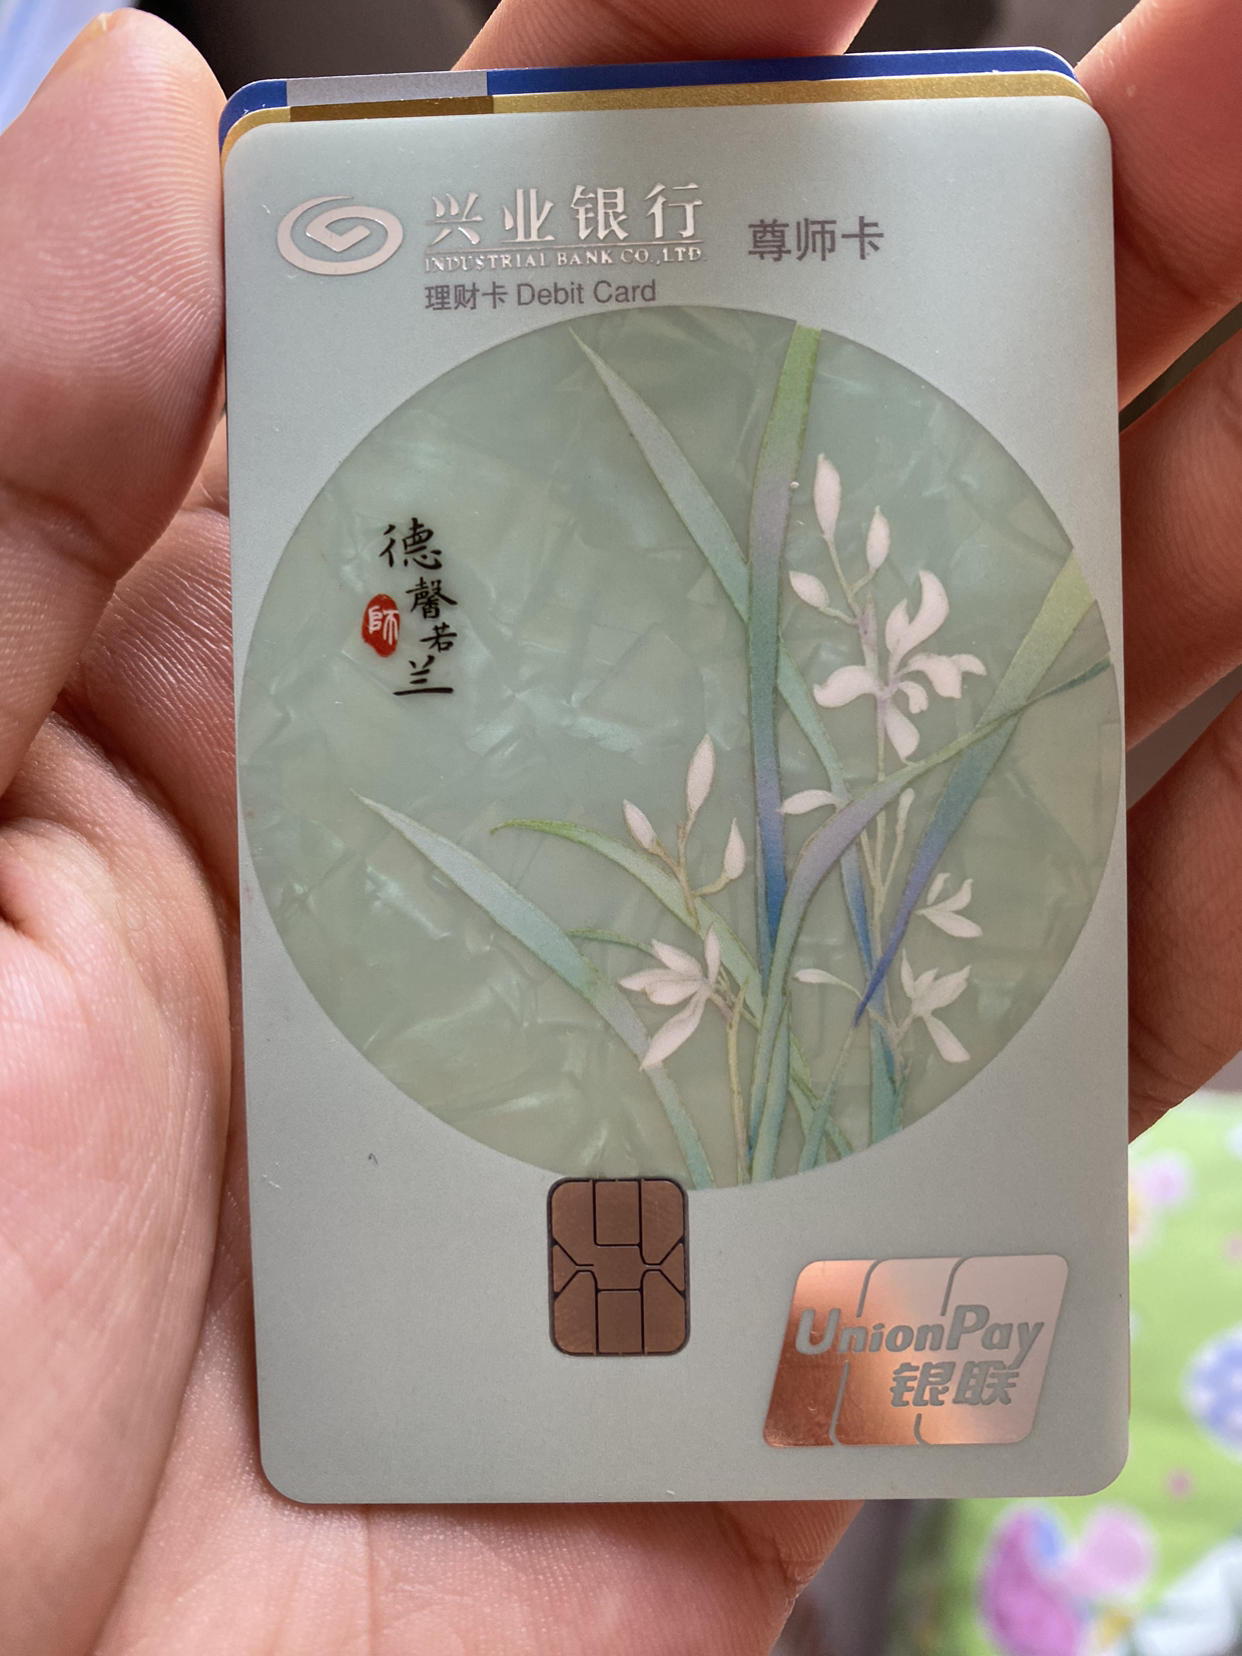 兴业银行 尊师卡
INDUSTRIAL BANK CO.,LTD.
理财卡 Debit Card
德馨若兰
師
UnionPay
银联